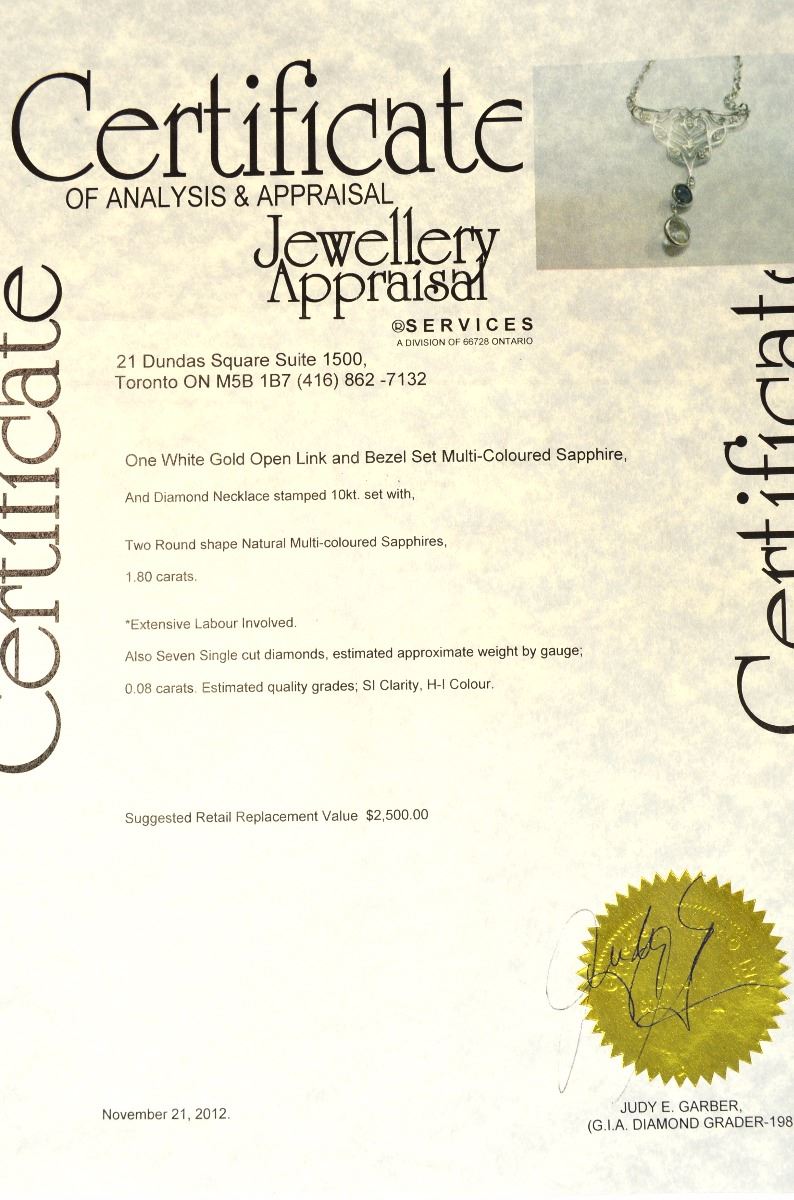 Certificate
OF ANALYSIS & APPRAISAL
Jewellery
Appraisal
®SERVICES
A DIVISION OF 66728 ONTARIO
21 Dundas Square Suite 1500,
Toronto ON M5B 1B7 (416) 862 -7132
Certificate
Certificate
One White Gold Open Link and Bezel Set Multi-Coloured Sapphire,
And Diamond Necklace stamped 10kt. set with,
Two Round shape Natural Multi-coloured Sapphires,
1.80 carats.
*Extensive Labour Involved.
Also Seven Single cut diamonds, estimated approximate weight by gauge;
0.08 carats. Estimated quality grades; SI Clarity, H-I Colour.
Suggested Retail Replacement Value $2,500.00
Judy
November 21, 2012.
JUDY E. GARBER,
(G.I.A. DIAMOND GRADER-198